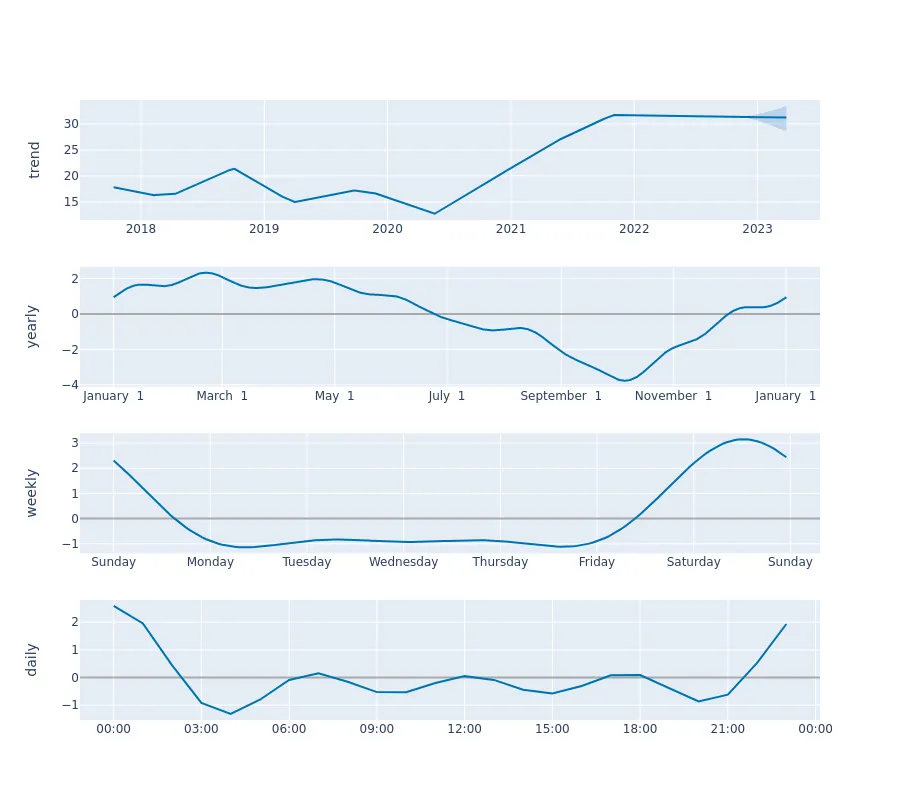 trend
30
25
20
15
2018 2019 2020 2021 2022 2023
yearly
2
0
−2
−4
January 1 March 1 May 1 July 1 September 1 November 1 January 1
weekly
3
2
1
0
−1
Sunday Monday Tuesday Wednesday Thursday Friday Saturday Sunday
daily
2
1
0
−1
00:00 03:00 06:00 09:00 12:00 15:00 18:00 21:00 00:00